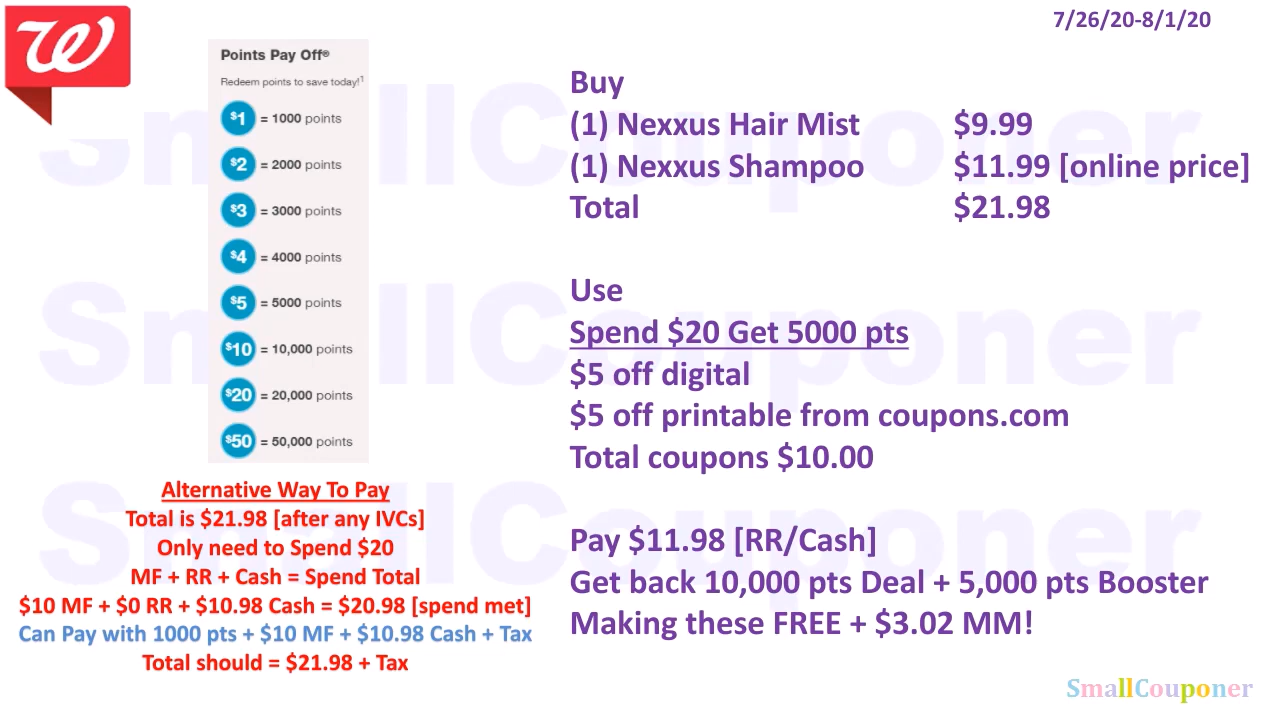 7/26/20-8/1/20
Points Pay Off®
Redeem points to save today!1
$1 = 1000 points
$2 = 2000 points
$3 = 3000 points
$4 = 4000 points
$5 = 5000 points
$10 = 10,000 points
$20 = 20,000 points
$50 = 50,000 points
Alternative Way To Pay
Total is $21.98 [after any IVCs]
Only need to Spend $20
MF + RR + Cash = Spend Total
$10 MF + $0 RR + $10.98 Cash = $20.98 [spend met]
Can Pay with 1000 pts + $10 MF + $10.98 Cash + Tax
Total should = $21.98 + Tax
Buy
(1) Nexxus Hair Mist $9.99
(1) Nexxus Shampoo $11.99 [online price]
Total $21.98
Use
Spend $20 Get 5000 pts
$5 off digital
$5 off printable from coupons.com
Total coupons $10.00
Pay $11.98 [RR/Cash]
Get back 10,000 pts Deal + 5,000 pts Booster
Making these FREE + $3.02 MM!
SmallCouponer
SmallCouponer
SmallCouponer
SmallCouponer
W